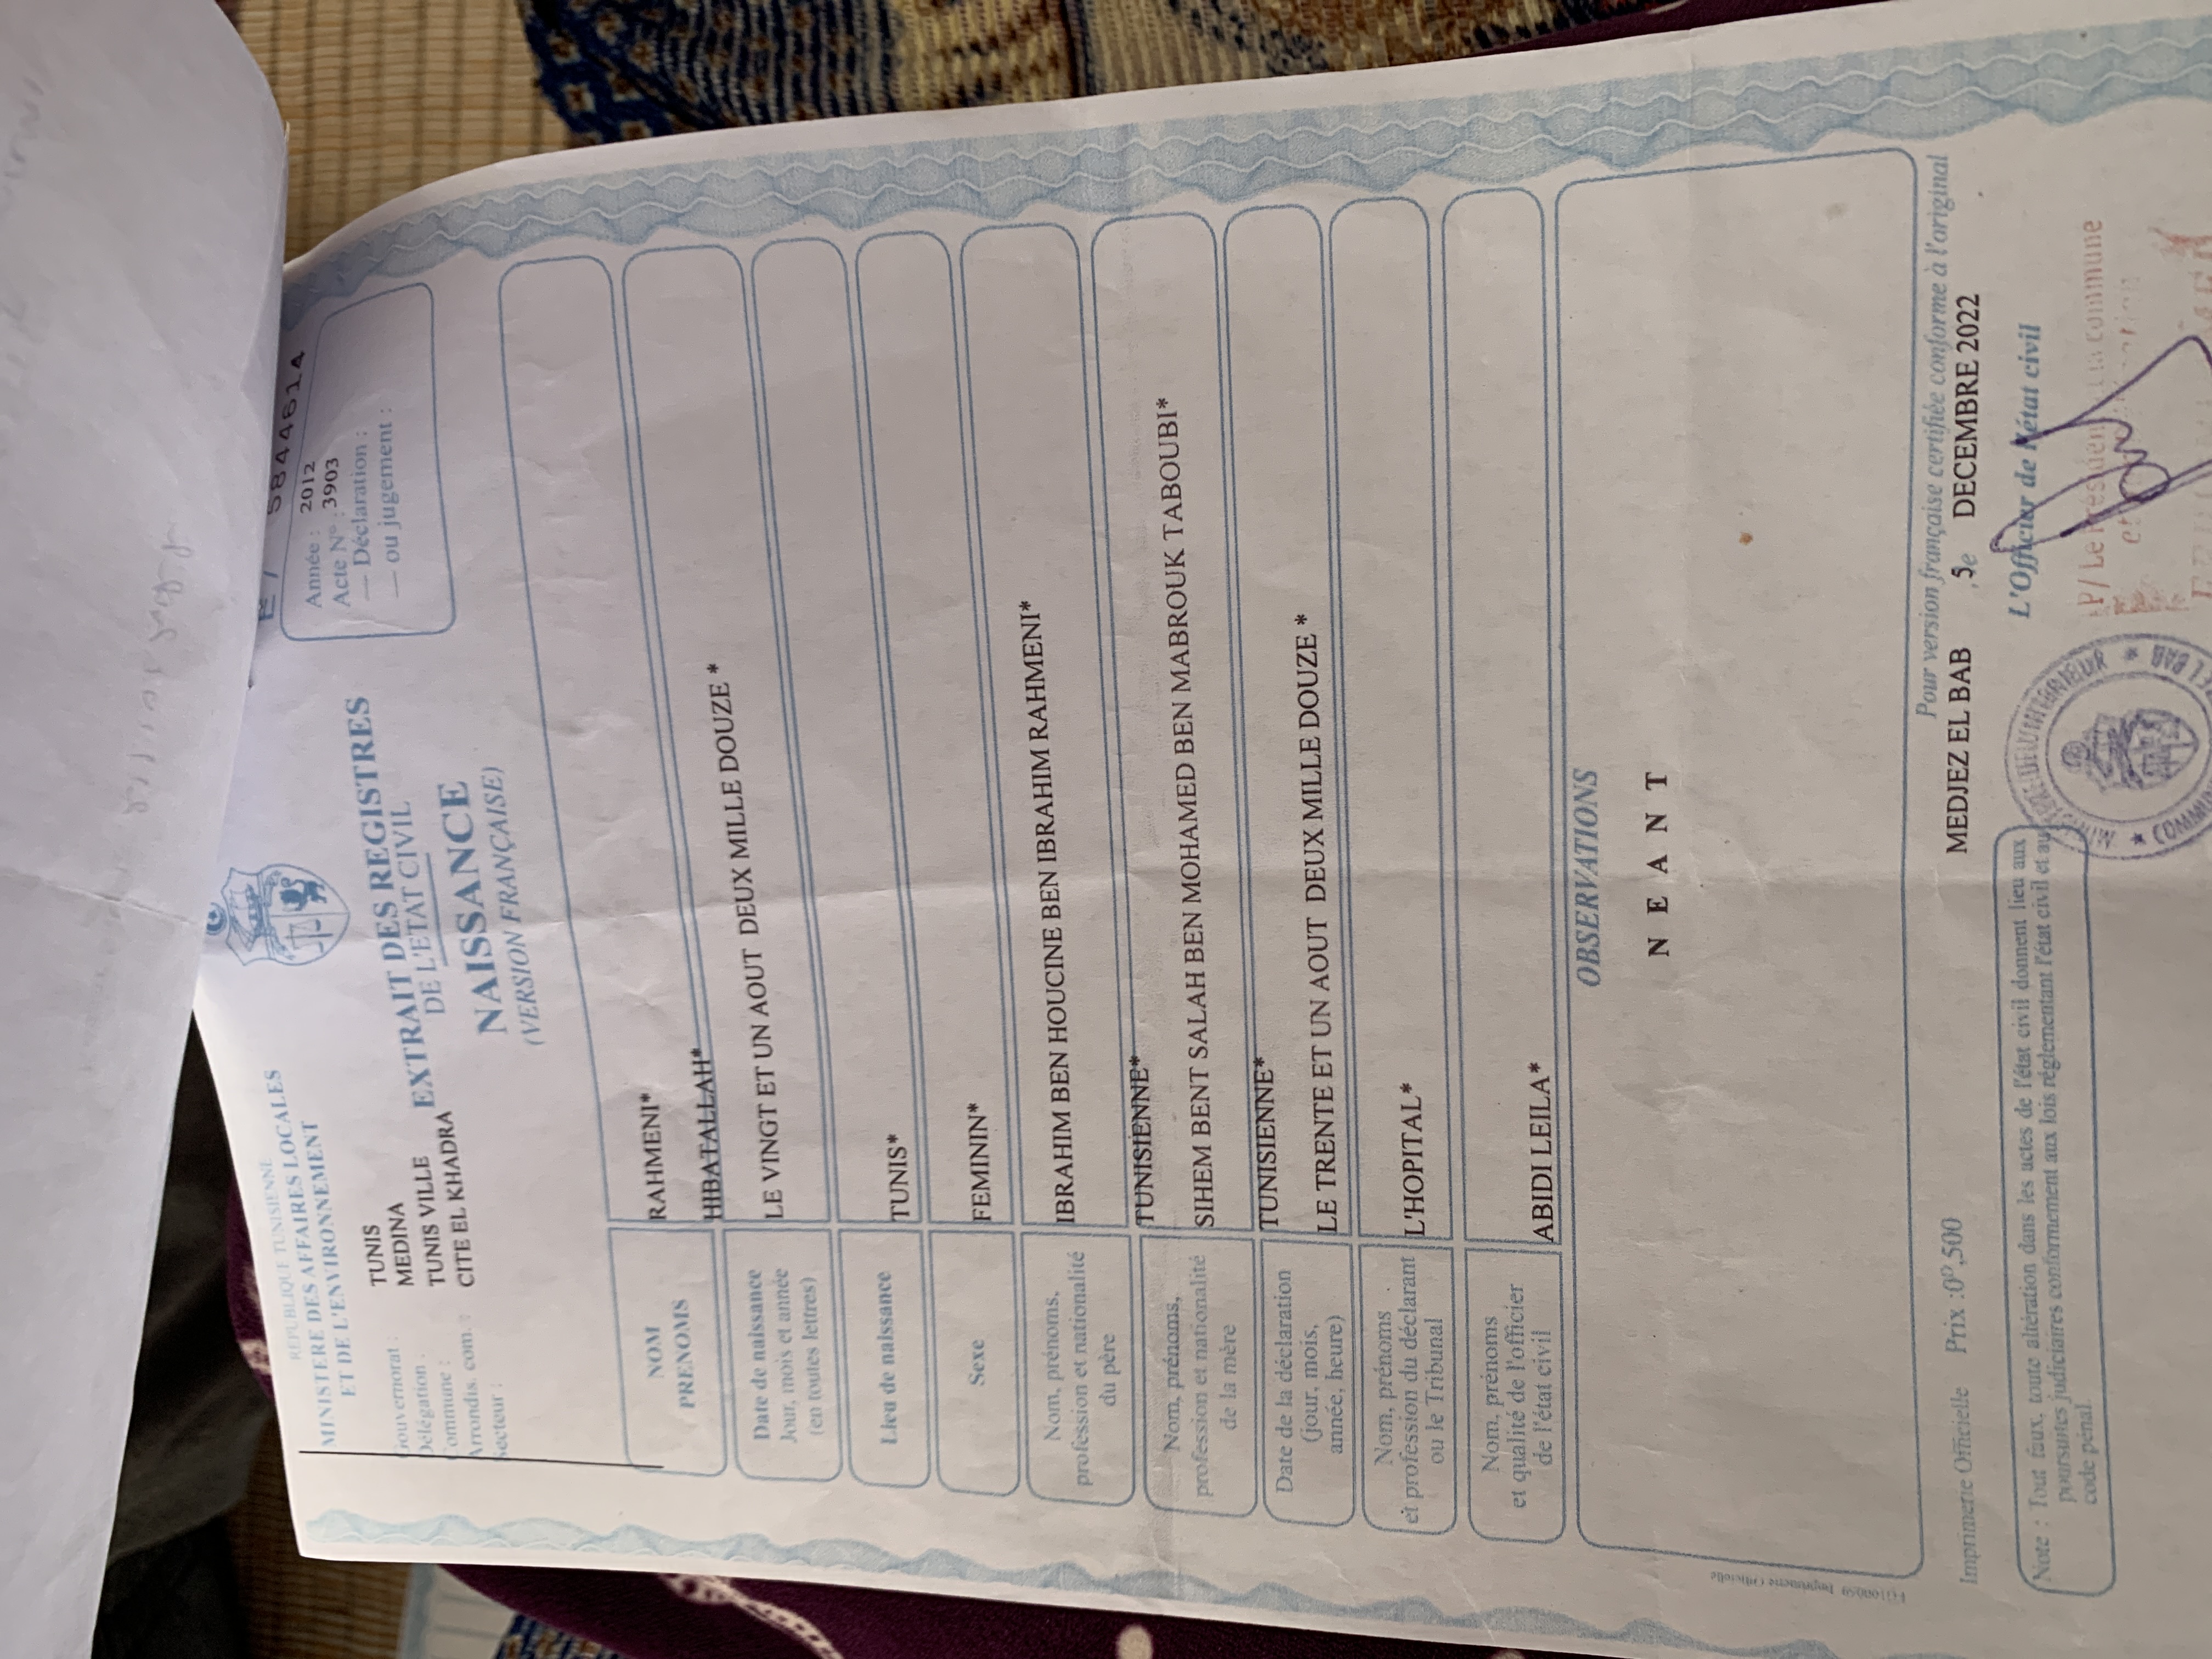 REPUBLIQUE TUNISIENNE
MINISTERE DES AFFAIRES LOCALES
ET DE L'ENVIRONNEMENT
5844614
Gouvernorat : TUNIS
Délégation : MEDINA
Commune : TUNIS VILLE
Arrondis. com. : CITE EL KHADRA
Secteur :
EXTRAIT DES REGISTRES
DE L'ETAT CIVIL
NAISSANCE
(VERSION FRANÇAISE)
Année : 2012
Acte N° : 3903
— Déclaration :
— ou jugement :
NOM
PRENOMS
RAHMENI*
HIBATALLAH*
Date de naissance
Jour, mois et année
(en toutes lettres)
LE VINGT ET UN AOUT DEUX MILLE DOUZE *
Lieu de naissance
TUNIS*
Sexe
FEMININ*
Nom, prénoms,
profession et nationalité
du père
IBRAHIM BEN HOUCINE BEN IBRAHIM RAHMENI*
TUNISIENNE*
Nom, prénoms,
profession et nationalité
de la mère
SIHEM BENT SALAH BEN MOHAMED BEN MABROUK TABOUBI*
TUNISIENNE*
Date de la déclaration
(jour, mois,
année, heure)
LE TRENTE ET UN AOUT DEUX MILLE DOUZE *
Nom, prénoms
et profession du déclarant
ou le Tribunal
L'HOPITAL*
Nom, prénoms
et qualité de l'officier
de l'état civil
ABIDI LEILA*
OBSERVATIONS
N E A N T
Pour version française certifiée conforme à l'original
Imprimerie Officielle Prix :0D,500
MEDJEZ EL BAB ,5e DECEMBRE 2022
L'Officier de l'état civil
P/ Le président la commune
MINISTERE DE L'INTERIEUR
Note : Tout faux, toute altération dans les actes de l'état civil donnent lieu aux
poursuites judiciaires conformement aux lois réglementant l'état civil et au
code pénal.